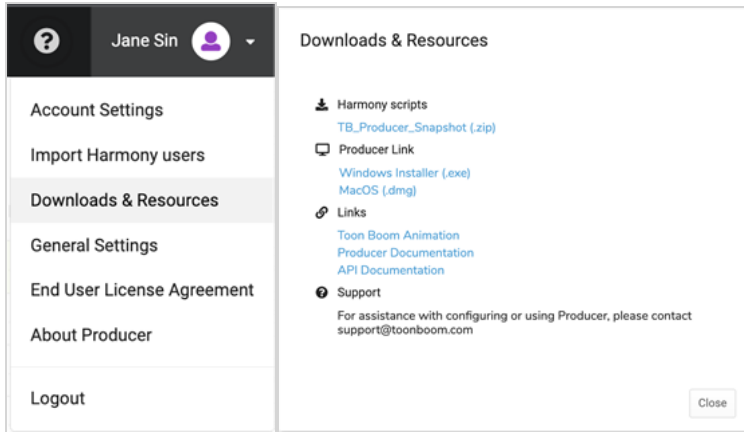 Jane Sin
Account Settings
Import Harmony users
Downloads & Resources
General Settings
End User License Agreement
About Producer
Logout
Downloads & Resources
Harmony scripts
TB_Producer_Snapshot (.zip)
Producer Link
Windows Installer (.exe)
MacOS (.dmg)
Links
Toon Boom Animation
Producer Documentation
API Documentation
Support
For assistance with configuring or using Producer, please contact
support@toonboom.com
Close